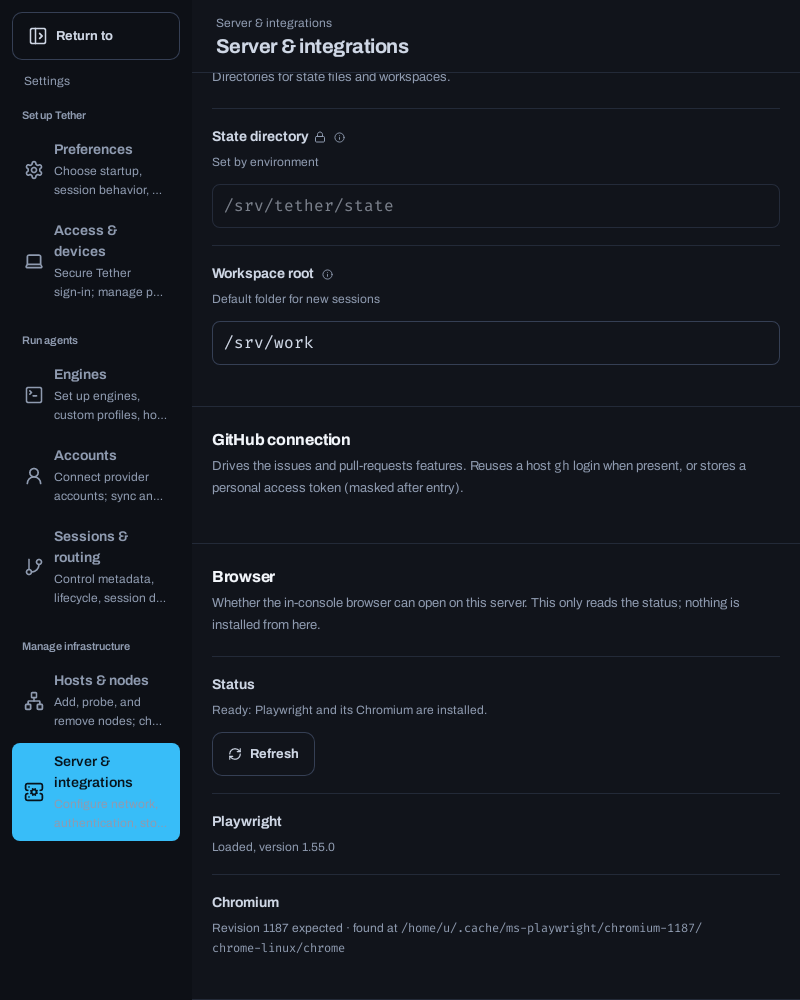 Return to
Settings
Set up Tether
Preferences
Choose startup,
session behavior, ...
Access &
devices
Secure Tether
sign-in; manage p...
Run agents
Engines
Set up engines,
custom profiles, ho...
Accounts
Connect provider
accounts; sync an...
Sessions &
routing
Control metadata,
lifecycle, session d...
Manage infrastructure
Hosts & nodes
Add, probe, and
remove nodes; ch...
Server &
integrations
Server & integrations
Server & integrations
Directories for state files and workspaces.
State directory
Set by environment
/srv/tether/state
Workspace root
Default folder for new sessions
/srv/work
GitHub connection
Drives the issues and pull-requests features. Reuses a host gh login when present, or stores a
personal access token (masked after entry).
Browser
Whether the in-console browser can open on this server. This only reads the status; nothing is
installed from here.
Status
Ready: Playwright and its Chromium are installed.
Refresh
Playwright
Loaded, version 1.55.0
Chromium
Revision 1187 expected · found at /home/u/.cache/ms-playwright/chromium-1187/
chrome-linux/chrome